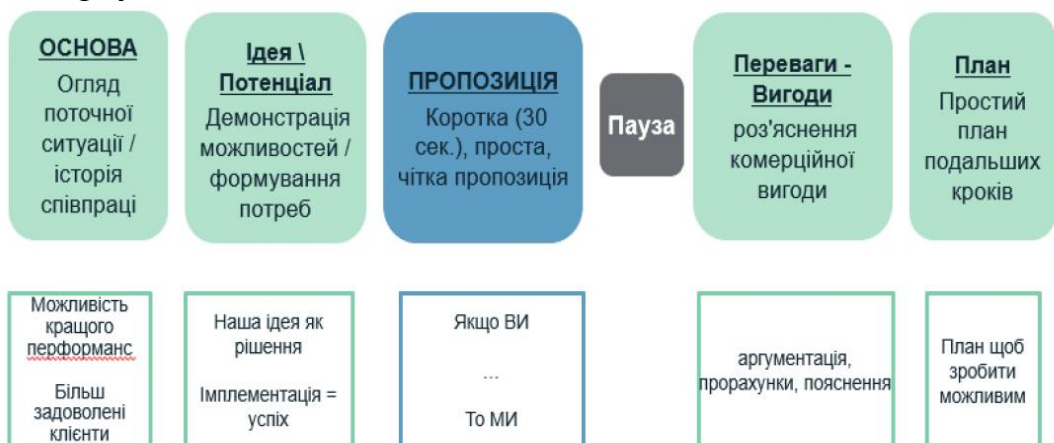 ОСНОВА
Огляд
поточної
ситуації /
історія
співпраці
Ідея \
Потенціал
Демонстрація
можливостей /
формування
потреб
ПРОПОЗИЦІЯ
Коротка (30
сек.), проста,
чітка пропозиція
Пауза
Переваги -
Вигоди
роз'яснення
комерційної
вигоди
План
Простий
план
подальших
кроків
Можливість
кращого
перформанс
Більш
задоволені
клієнти
Наша ідея як
рішення
Імплементація =
успіх
Якщо ВИ
...
То МИ
аргументація,
прорахунки, пояснення
План щоб
зробити
можливим